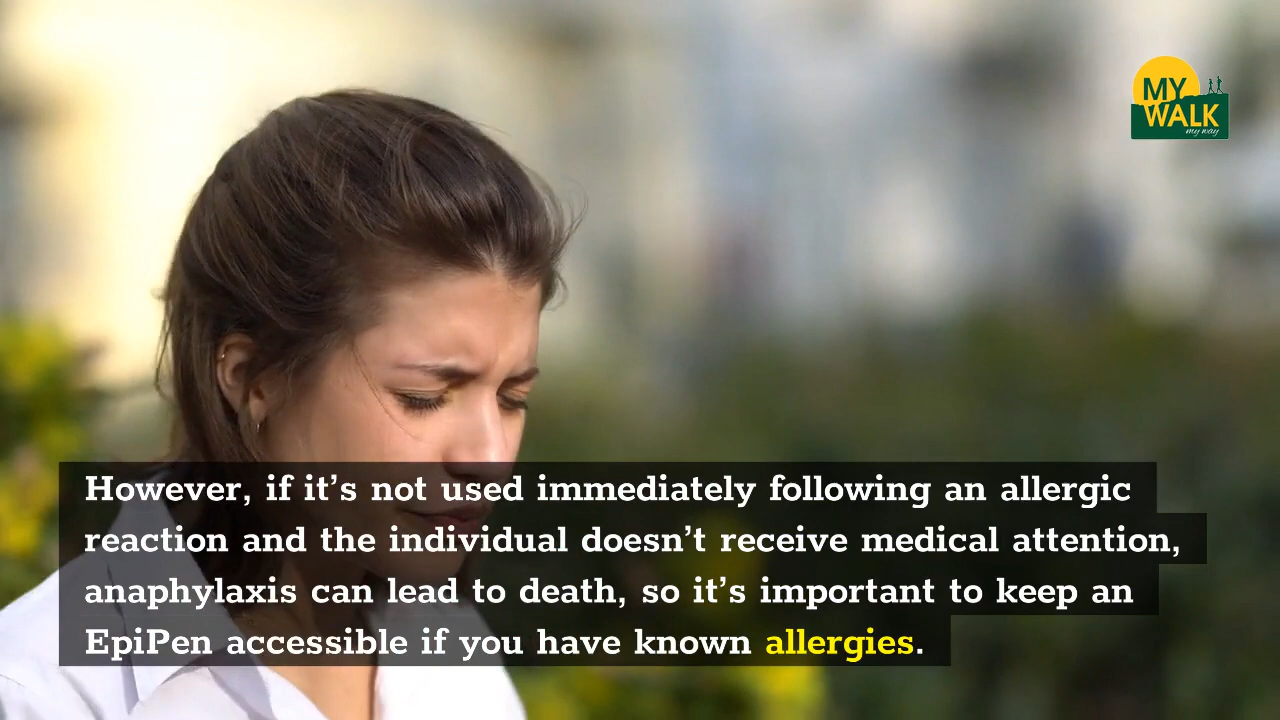 MY
WALK
my way
However, if it’s not used immediately following an allergic
reaction and the individual doesn’t receive medical attention,
anaphylaxis can lead to death, so it’s important to keep an
EpiPen accessible if you have known allergies.